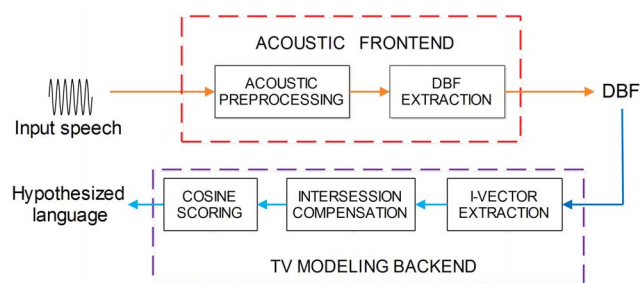 ACOUSTIC FRONTEND
ACOUSTIC
PREPROCESSING
DBF
EXTRACTION
DBF
Input speech
Hypothesized
language
COSINE
SCORING
INTERSESSION
COMPENSATION
I-VECTOR
EXTRACTION
TV MODELING BACKEND